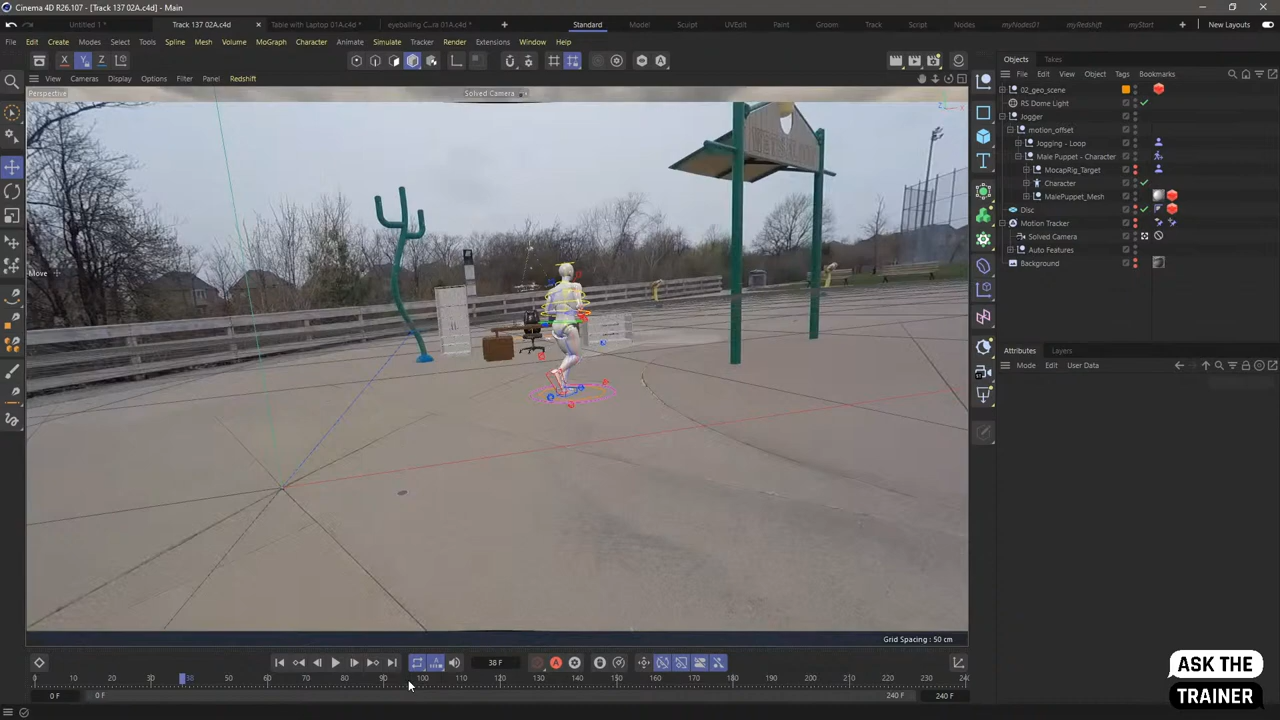 Cinema 4D R26.107 - [Track 137 02A.c4d] - Main
Untitled 1 *
Track 137 02A.c4d
Table with Laptop 01A.c4d *
Standard
Model
Sculpt
UVEdit
Paint
Groom
Track
Script
Nodes
myNodes01
myRedshift
myStart
New Layouts
File Edit Create Modes Select Tools Spline Mesh Volume MoGraph Character Animate Simulate Tracker Render Extensions Window Help
View Cameras Display Options Filter Panel Redshift
Perspective
Solved Camera
Move
Grid Spacing : 50 cm
Objects Takes
File Edit View Object Tags Bookmarks
02_geo_scene
RS Dome Light
Jogger
motion_offset
Jogging - Loop
Male Puppet - Character
MocapRig_Target
Character
MalePuppet_Mesh
Disc
Motion Tracker
Solved Camera
Auto Features
Background
Attributes Layers
Mode Edit User Data
38 F
0 10 20 30 38 50 60 70 80 90 100 110 120 130 140 150 160 170 180 190 200 210 220 230 240
0 F 0 F 240 F 240 F
ASK THE
TRAINER